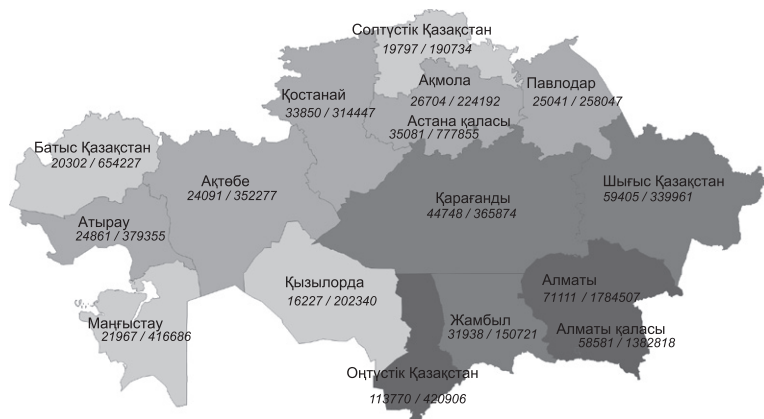 Солтүстік Қазақстан
19797 / 190734
Ақмола
26704 / 224192
Павлодар
25041 / 258047
Қостанай
33850 / 314447
Астана қаласы
35081 / 777855
Батыс Қазақстан
20302 / 654227
Ақтөбе
24091 / 352277
Қарағанды
44748 / 365874
Шығыс Қазақстан
59405 / 339961
Атырау
24861 / 379355
Қызылорда
16227 / 202340
Алматы
71111 / 1784507
Маңғыстау
21967 / 416686
Жамбыл
31938 / 150721
Алматы қаласы
58581 / 1382818
Оңтүстік Қазақстан
113770 / 420906